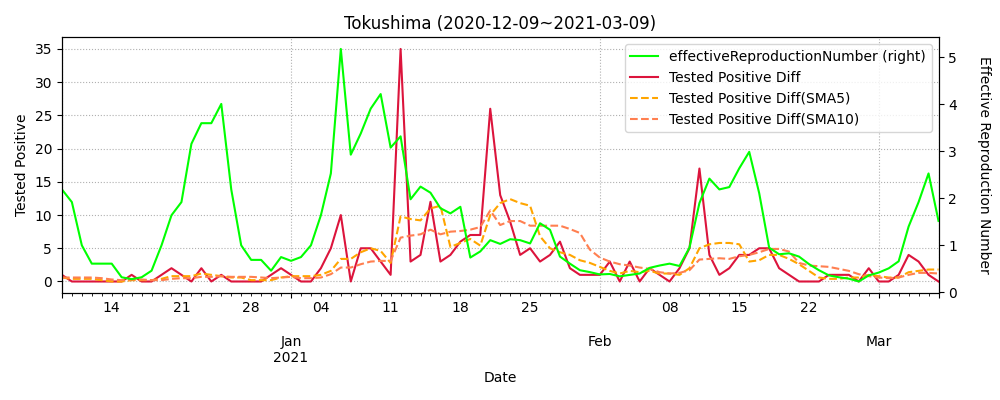 Tokushima (2020-12-09~2021-03-09)
effectiveReproductionNumber (right)
Tested Positive Diff
Tested Positive Diff(SMA5)
Tested Positive Diff(SMA10)
Tested Positive
35
30
25
20
15
10
5
0
Effective Reproduction Number
5
4
3
2
1
0
14 21 28 04 11 18 25 08 15 22
Jan Feb Mar
2021
Date